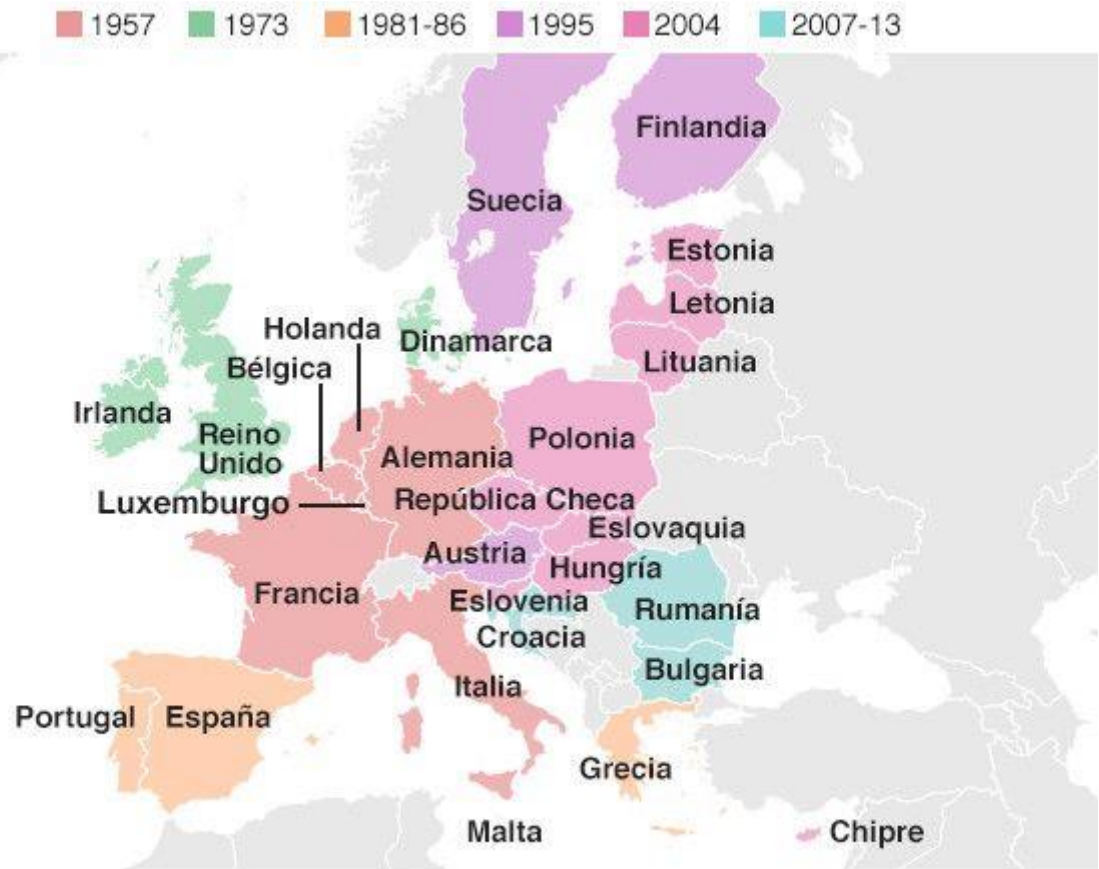 1957 1973 1981-86 1995 2004 2007-13
Finlandia
Suecia
Estonia
Letonia
Holanda
Dinamarca
Bélgica
Lituania
Irlanda
Reino
Unido
Polonia
Alemania
Luxemburgo
República Checa
Eslovaquia
Austria
Hungría
Francia
Eslovenia
Rumanía
Croacia
Bulgaria
Italia
Portugal
España
Grecia
Malta
Chipre